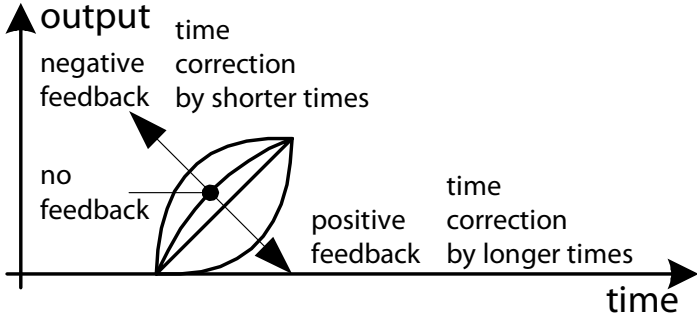 output
time
negative correction
feedback by shorter times
no
feedback
time
positive correction
feedback by longer times
time